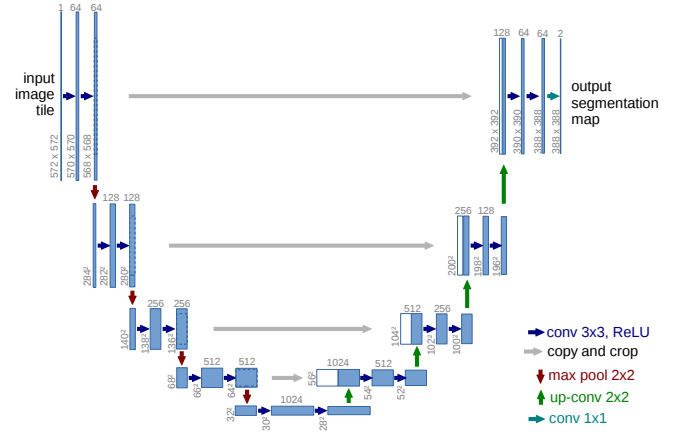 1 64 64
128 64 64 2
input
image
tile
output
segmentation
map
572 x 572
570 x 570
568 x 568
392 x 392
390 x 390
388 x 388
388 x 388
128 128
256 128
284²
282²
280²
200²
198²
196²
256 256
512 256
140²
138²
136²
104²
102²
100²
conv 3x3, ReLU
copy and crop
max pool 2x2
up-conv 2x2
conv 1x1
512 512
1024 512
68²
66²
64²
56²
54²
52²
1024
32²
30²
28²